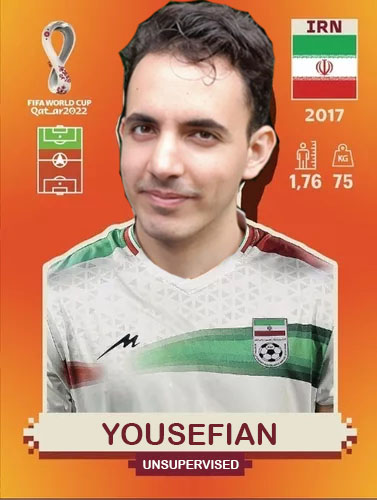 FIFA WORLD CUP
Qatar2022
IRN
2017
KG
1,76 75
YOUSEFIAN
UNSUPERVISED